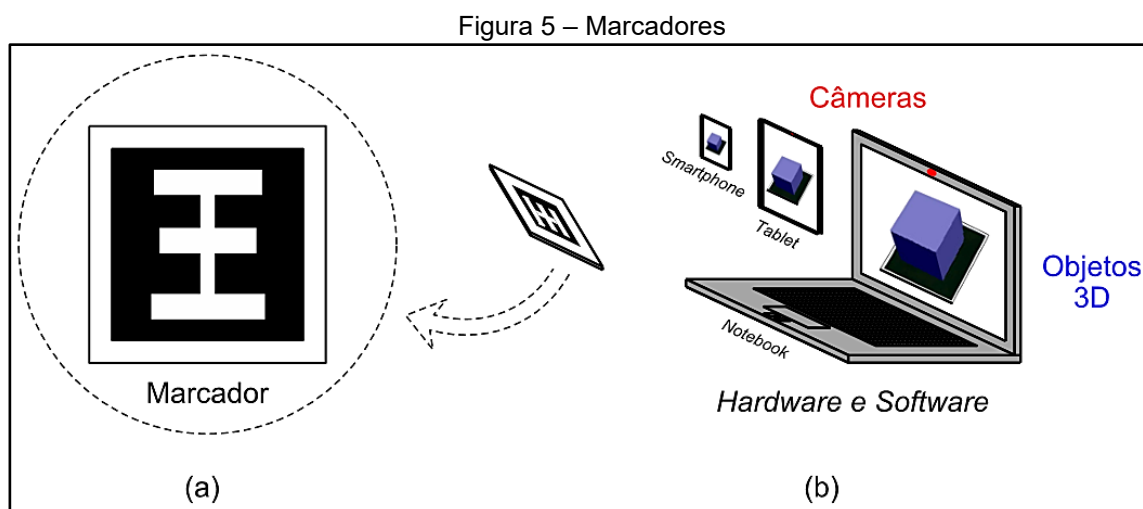 Figura 5 – Marcadores
Câmeras
Smartphone
Tablet
Objetos
3D
Notebook
Marcador
Hardware e Software
(a)
(b)